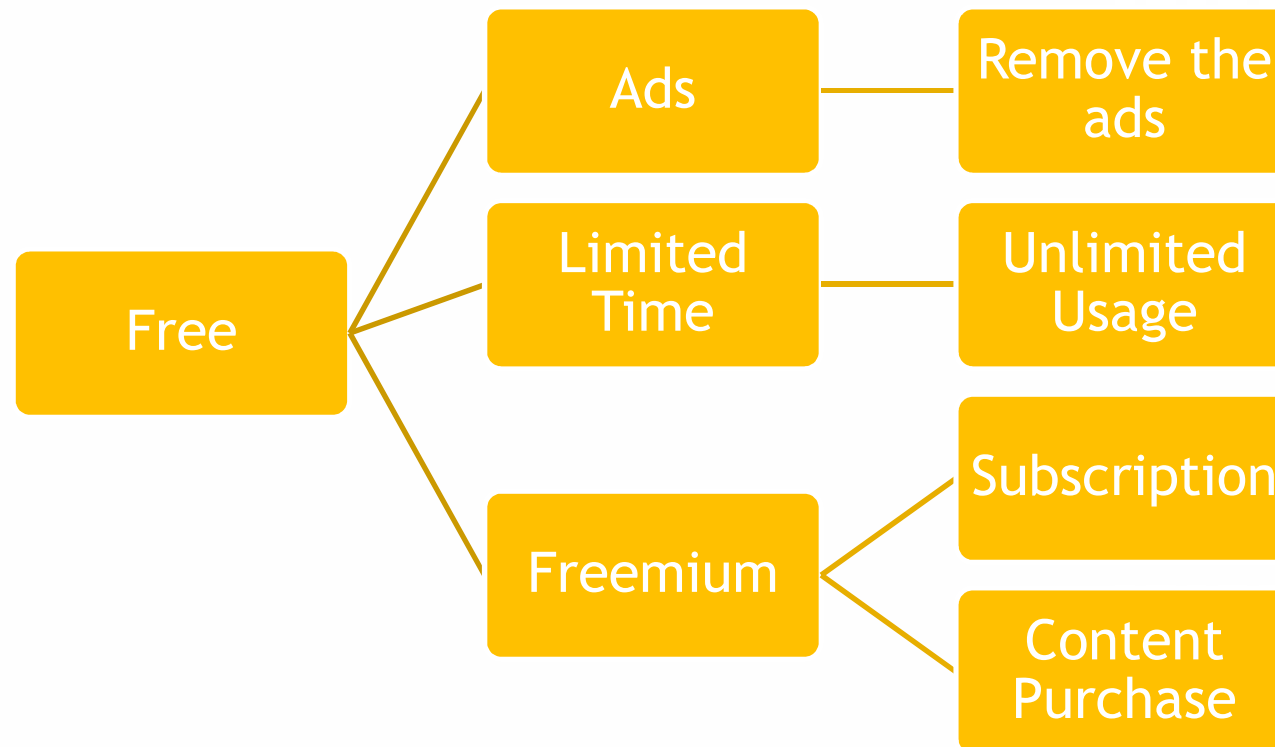 Free
Ads
Remove the
ads
Limited
Time
Unlimited
Usage
Freemium
Subscription
Content
Purchase